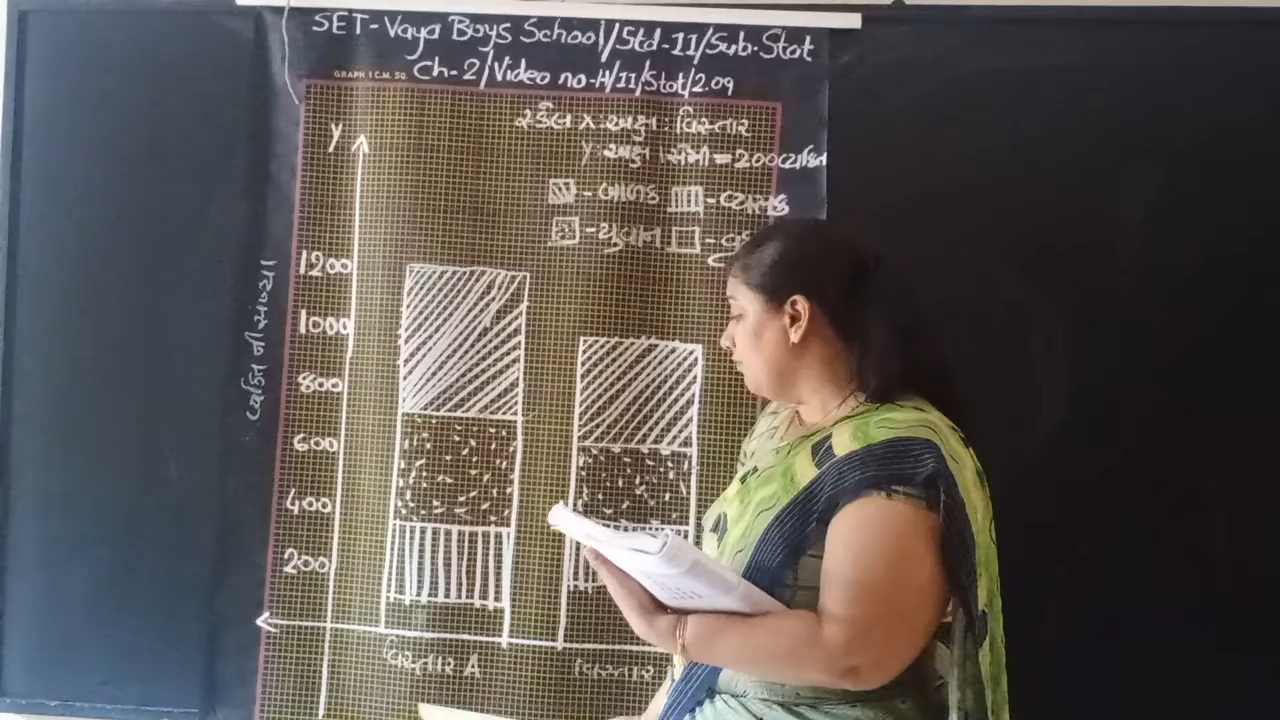 SET-Vaya Boys School/Std-11/Sub.Stat
Ch-2/Video no-H/11/Stat/2.09
GRAPH 1 C.M. SQ.
સ્કેલ X અક્ષ : વિસ્તાર
Y અક્ષ 1 સેમી = 200 વ્યક્તિ
- બાળક - વયસ્ક
- યુવાન -
Y
1200
1000
800
600
400
200
વ્યક્તિ ની સંખ્યા
વિસ્તાર A વિસ્તાર